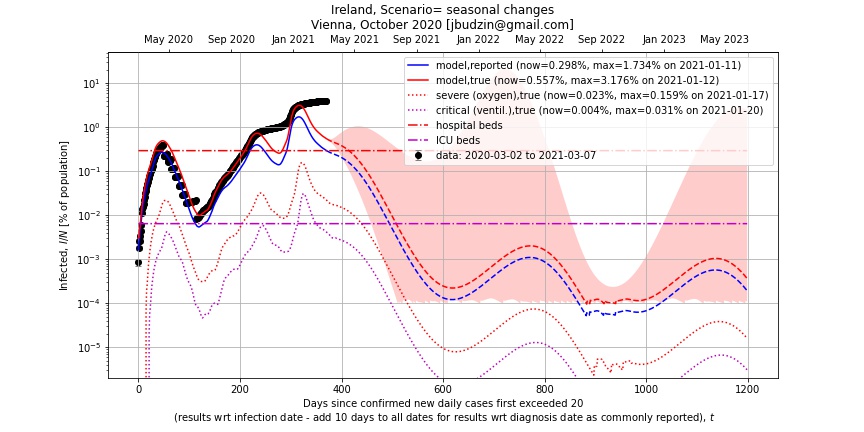 Ireland, Scenario= seasonal changes
Vienna, October 2020 [jbudzin@gmail.com]
May 2020 Sep 2020 Jan 2021 May 2021 Sep 2021 Jan 2022 May 2022 Sep 2022 Jan 2023 May 2023
model,reported (now=0.298%, max=1.734% on 2021-01-11)
model,true (now=0.557%, max=3.176% on 2021-01-12)
severe (oxygen),true (now=0.023%, max=0.159% on 2021-01-17)
critical (ventil.),true (now=0.004%, max=0.031% on 2021-01-20)
hospital beds
ICU beds
data: 2020-03-02 to 2021-03-07
Infected, I/N [% of population]
10¹
10⁰
10⁻¹
10⁻²
10⁻³
10⁻⁴
10⁻⁵
0 200 400 600 800 1000 1200
Days since confirmed new daily cases first exceeded 20
(results wrt infection date - add 10 days to all dates for results wrt diagnosis date as commonly reported), t